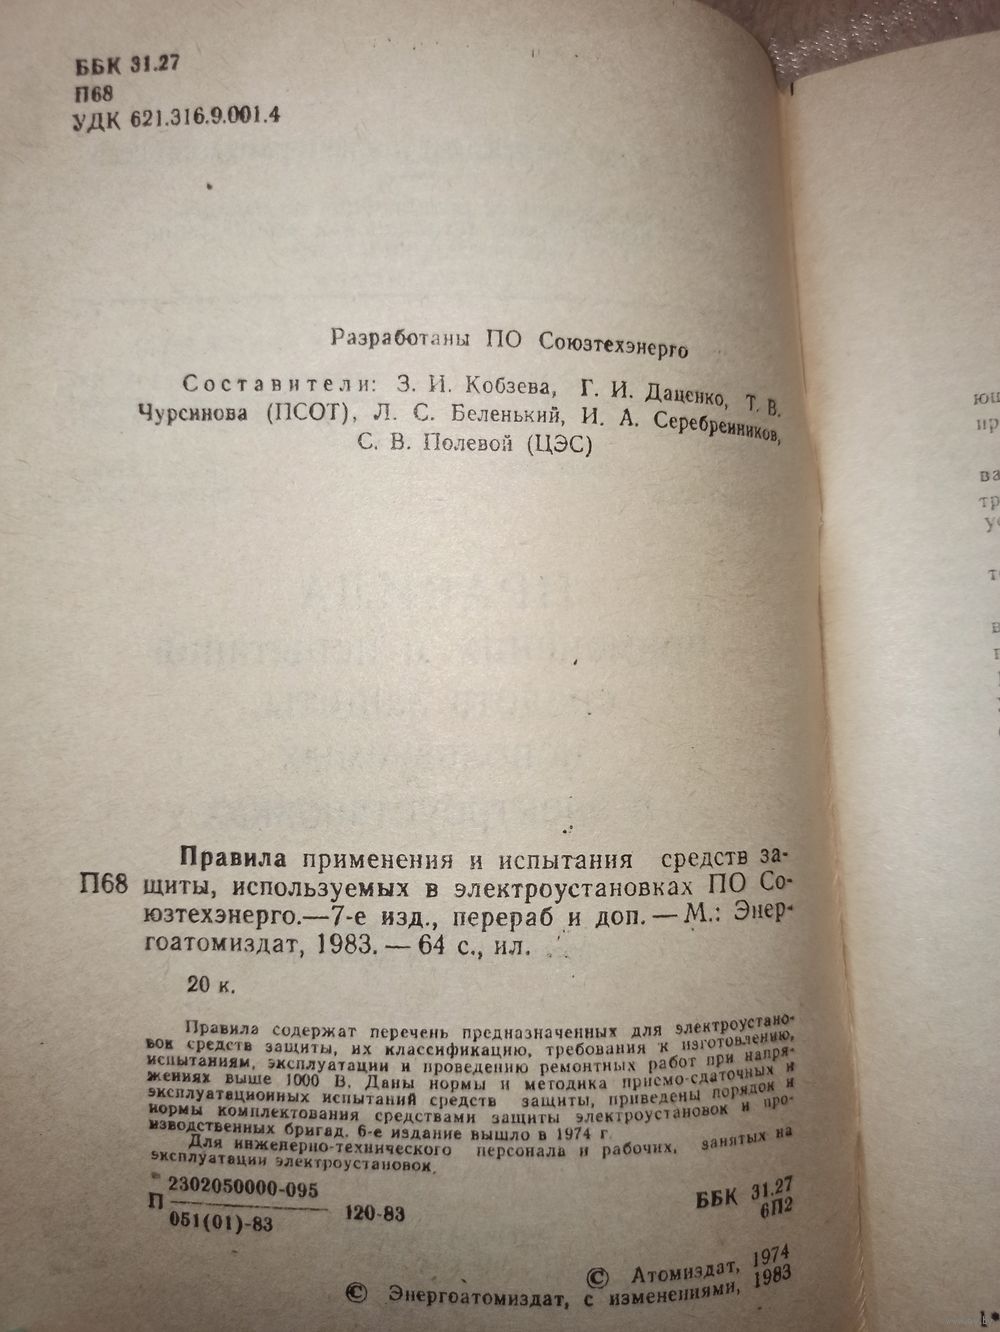 ББК 31.27
П68
УДК 621.316.9.001.4
Разработаны ПО Союзтехэнерго
Составители: З. И. Кобзева, Г. И. Даценко, Т. В.
Чурсинова (ПСОТ), Л. С. Беленький, И. А. Серебренников,
С. В. Полевой (ЦЭС)
Правила применения и испытания средств за-
П68 щиты, используемых в электроустановках ПО Со-
юзтехэнерго.—7-е изд., перераб и доп. — М.: Энер-
гоатомиздат, 1983. — 64 с., ил.
20 к.
Правила содержат перечень предназначенных для электроустано-
вок средств защиты, их классификацию, требования к изготовлению,
испытаниям, эксплуатации и проведению ремонтных работ при напря-
жениях выше 1000 В. Даны нормы и методика приемо-сдаточных и
эксплуатационных испытаний средств защиты, приведены порядок и
нормы комплектования средствами защиты электроустановок и про-
изводственных бригад. 6-е издание вышло в 1974 г.
Для инженерно-технического персонала и рабочих, занятых на
эксплуатации электроустановок.
П 2302050000-095
051(01)-83 120-83
ББК 31.27
6П2
© Атомиздат, 1974
© Энергоатомиздат, с изменениями, 1983